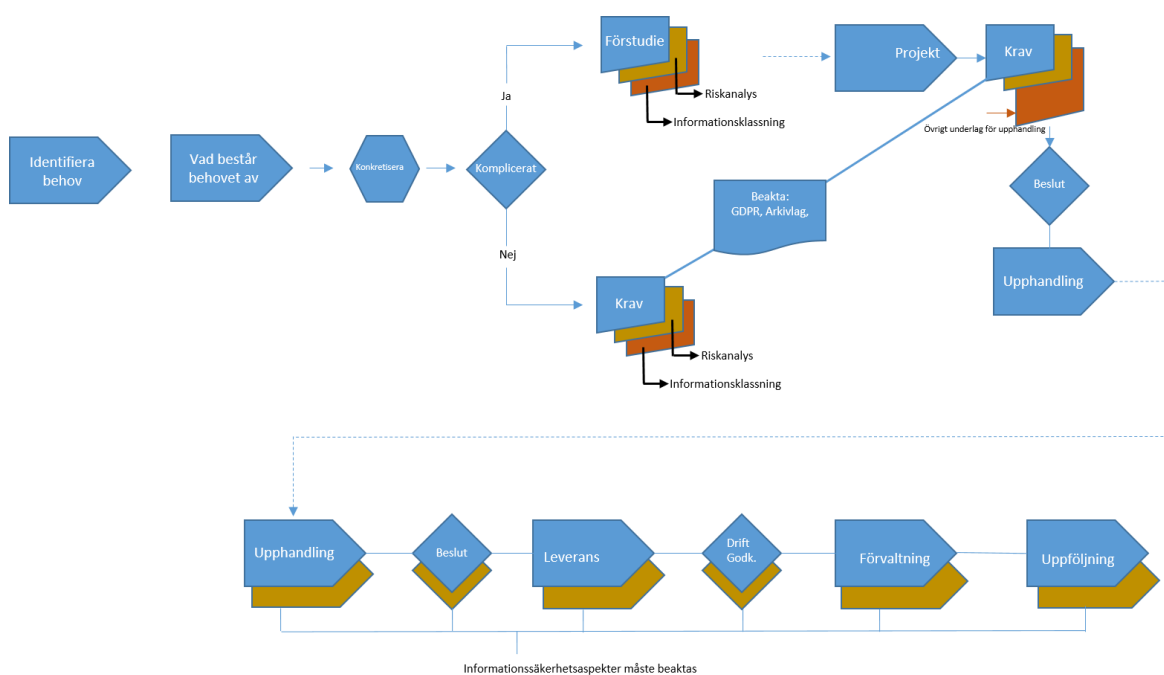 Identifiera
behov
Vad består
behovet av
Konkretisera
Komplicerat
Ja
Nej
Förstudie
Riskanalys
Informationsklassning
Projekt
Krav
Övrigt underlag för upphandling
Beslut
Upphandling
Beakta:
GDPR, Arkivlag,
Krav
Riskanalys
Informationsklassning
Upphandling
Beslut
Leverans
Drift
Godk.
Förvaltning
Uppföljning
Informationssäkerhetsaspekter måste beaktas